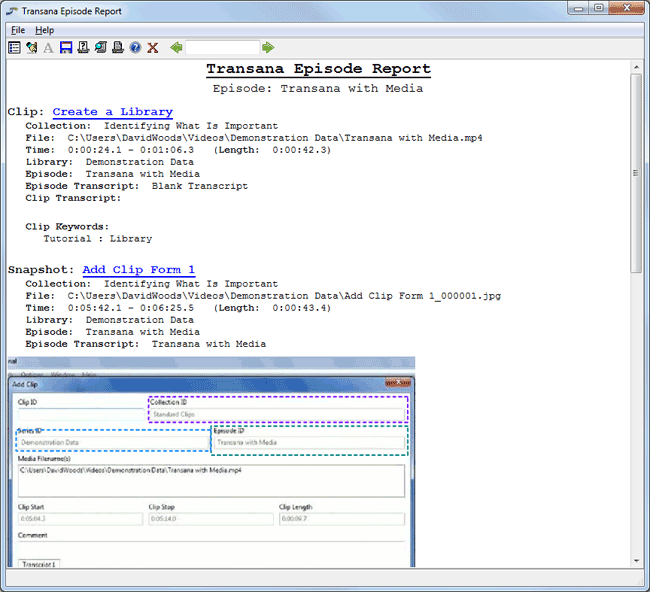 Transana Episode Report
File Help
Transana Episode Report
Episode: Transana with Media
Clip: Create a Library
Collection: Identifying What Is Important
File: C:\Users\DavidWoods\Videos\Demonstration Data\Transana with Media.mp4
Time: 0:00:24.1 - 0:01:06.3 (Length: 0:00:42.3)
Library: Demonstration Data
Episode: Transana with Media
Episode Transcript: Blank Transcript
Clip Transcript:
Clip Keywords:
Tutorial : Library
Snapshot: Add Clip Form 1
Collection: Identifying What Is Important
File: C:\Users\DavidWoods\Videos\Demonstration Data\Add Clip Form 1_000001.jpg
Time: 0:05:42.1 - 0:06:25.5 (Length: 0:00:43.4)
Library: Demonstration Data
Episode: Transana with Media
Episode Transcript: Transana with Media
Options Window Help
Add Clip
Clip ID Collection ID
Standard Clips
Series ID Episode ID
Demonstration Data Transana with Media
Media Filename(s)
C:\Users\DavidWoods\Videos\Demonstration Data\Transana with Media.mp4
Clip Start Clip Stop Clip Length
0:05:04.3 0:05:14.0 0:00:09.7
Comment
Transcript 1